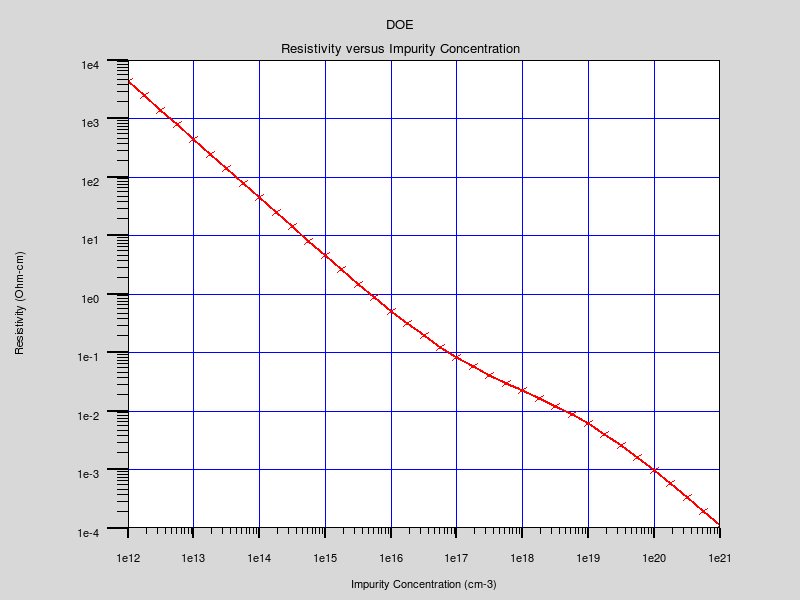 DOE
Resistivity versus Impurity Concentration
1e4
1e3
1e2
1e1
1e0
1e-1
1e-2
1e-3
1e-4
Resistivity (Ohm-cm)
1e12 1e13 1e14 1e15 1e16 1e17 1e18 1e19 1e20 1e21
Impurity Concentration (cm-3)